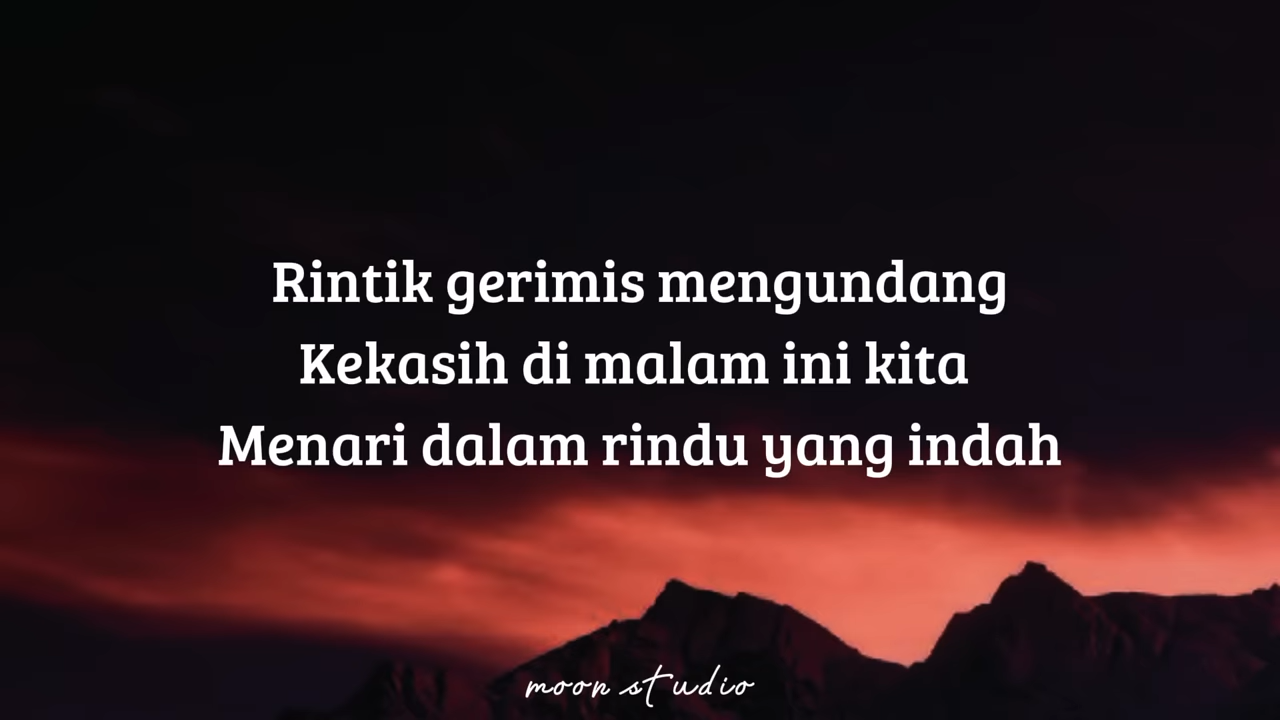 Rintik gerimis mengundang
Kekasih di malam ini kita
Menari dalam rindu yang indah
moon studio